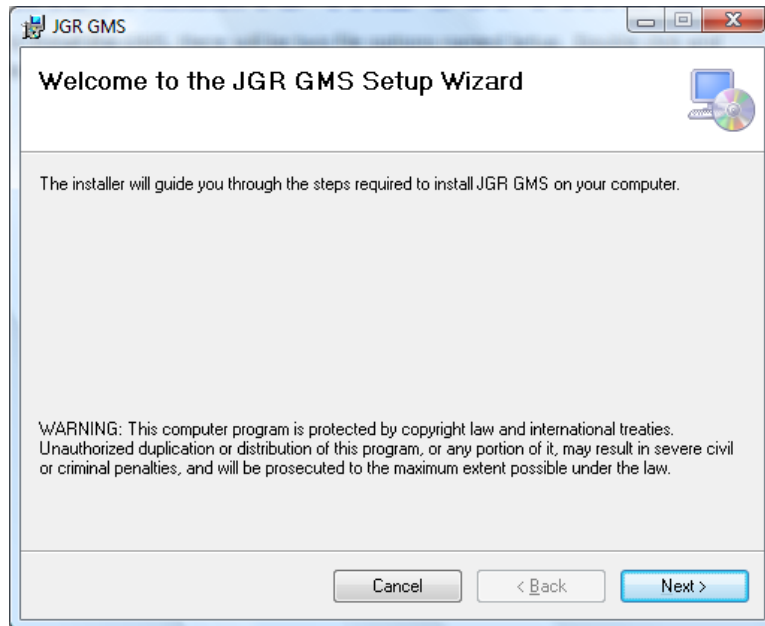 JGR GMS
Welcome to the JGR GMS Setup Wizard
The installer will guide you through the steps required to install JGR GMS on your computer.
WARNING: This computer program is protected by copyright law and international treaties.
Unauthorized duplication or distribution of this program, or any portion of it, may result in severe civil
or criminal penalties, and will be prosecuted to the maximum extent possible under the law.
Cancel
< Back
Next >